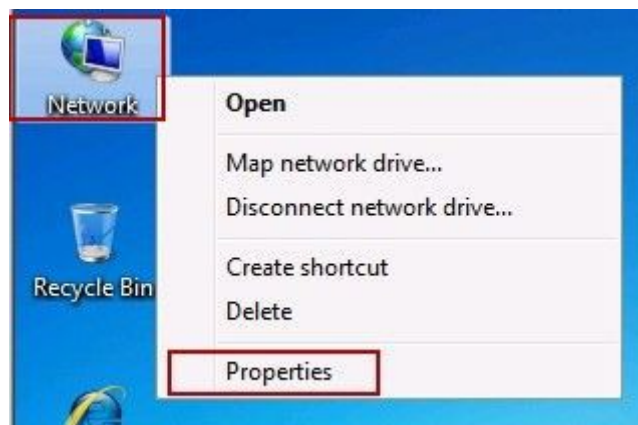 Network
Open
Map network drive...
Disconnect network drive...
Recycle Bin
Create shortcut
Delete
Properties